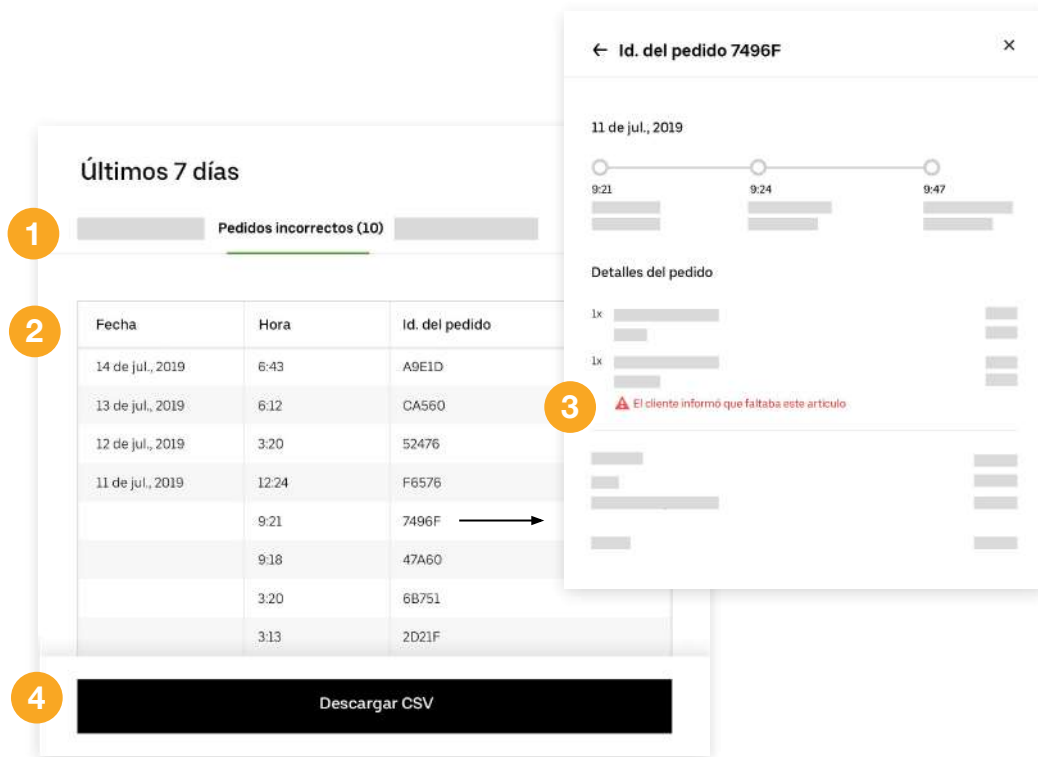 Últimos 7 días
1
Pedidos incorrectos (10)
2
Fecha Hora Id. del pedido
14 de jul., 2019 6:43 A9E1D
13 de jul., 2019 6:12 CA560
12 de jul., 2019 3:20 52476
11 de jul., 2019 12:24 F6576
9:21 7496F
9:18 47A60
3:20 6B751
3:13 2D21F
4
Descargar CSV
← Id. del pedido 7496F ×
11 de jul., 2019
9:21 9:24 9:47
Detalles del pedido
1x
1x
3
El cliente informó que faltaba este artículo